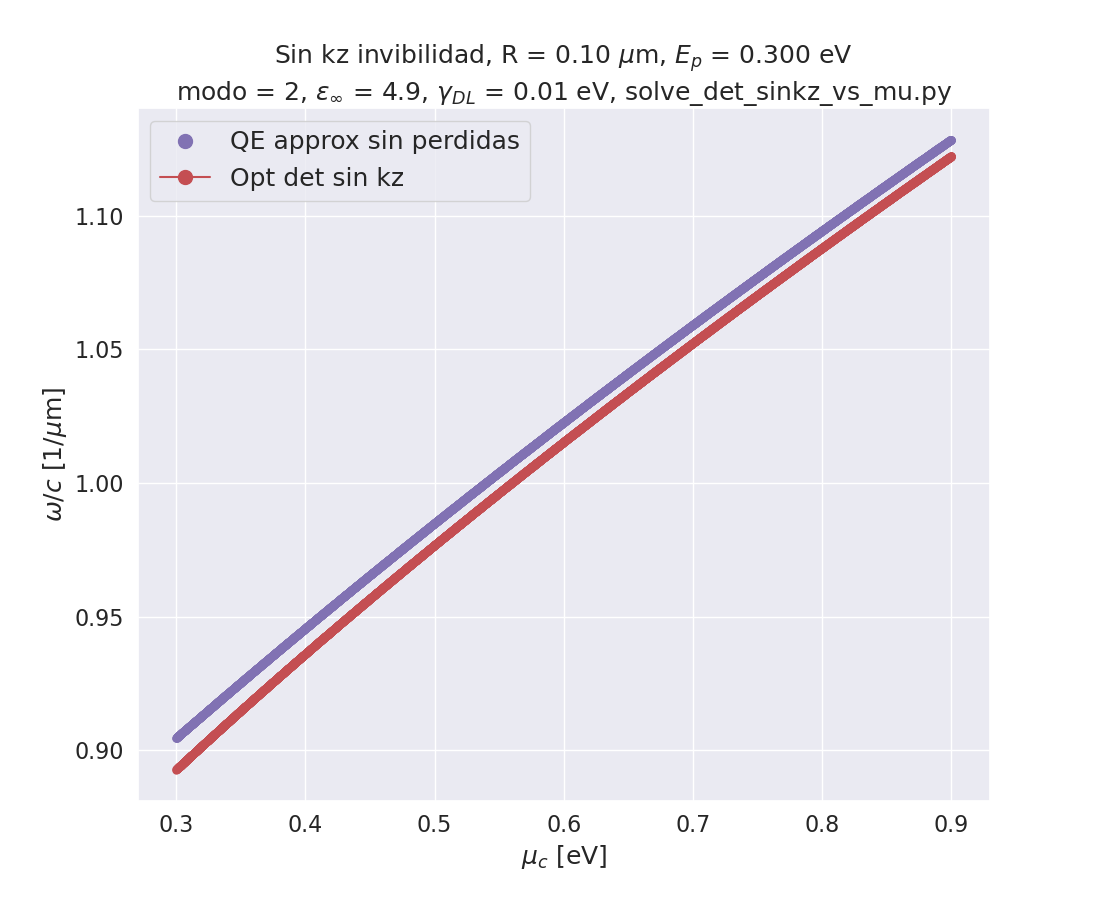 Sin kz invibilidad, R = 0.10 μm, E_p = 0.300 eV
modo = 2, ε_∞ = 4.9, γ_DL = 0.01 eV, solve_det_sinkz_vs_mu.py
QE approx sin perdidas
Opt det sin kz
1.10
1.05
1.00
0.95
0.90
ω/c [1/μm]
0.3 0.4 0.5 0.6 0.7 0.8 0.9
μ_c [eV]